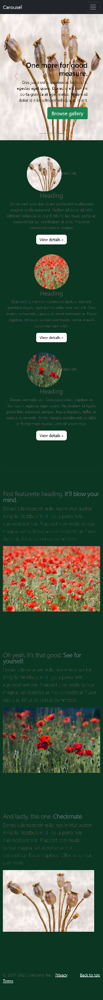 Carousel
One more for good
measure.
Cras justo odio, dapibus ac facilisis in,
egestas eget quam. Donec id elit non mi
porta gravida at eget metus. Nullam id
dolor id nibh ultricies vehicula ut id elit.
Browse gallery
140x140
Heading
Donec sed odio dui. Etiam porta sem malesuada
magna mollis euismod. Nullam id dolor id nibh
ultricies vehicula ut id elit. Morbi leo risus, porta ac
consectetur ac, vestibulum at eros. Praesent
commodo cursus magna.
View details »
Heading
Duis mollis, est non commodo luctus, nisi erat
porttitor ligula, eget lacinia odio sem nec elit. Cras
mattis consectetur purus sit amet fermentum. Fusce
dapibus, tellus ac cursus commodo, tortor mauris
condimentum nibh.
View details »
140x140
Heading
Donec sed odio dui. Cras justo odio, dapibus ac
facilisis in, egestas eget quam. Vestibulum id ligula
porta felis euismod semper. Fusce dapibus, tellus ac
cursus commodo, tortor mauris condimentum nibh,
ut fermentum massa justo sit amet risus.
View details »
First featurette heading. It'll blow your
mind.
Donec ullamcorper nulla non metus auctor
fringilla. Vestibulum id ligula porta felis
euismod semper. Praesent commodo cursus
magna, vel scelerisque nisl consectetur. Fusce
dapibus, tellus ac cursus commodo.
Oh yeah, it's that good. See for
yourself.
Donec ullamcorper nulla non metus auctor
fringilla. Vestibulum id ligula porta felis
euismod semper. Praesent commodo cursus
magna, vel scelerisque nisl consectetur. Fusce
dapibus, tellus ac cursus commodo.
And lastly, this one. Checkmate.
Donec ullamcorper nulla non metus auctor
fringilla. Vestibulum id ligula porta felis
euismod semper. Praesent commodo
cursus magna, vel scelerisque nisl
consectetur. Fusce dapibus, tellus ac cursus
commodo.
© 2017-2020 Company, Inc. · Privacy · Back to top
Terms